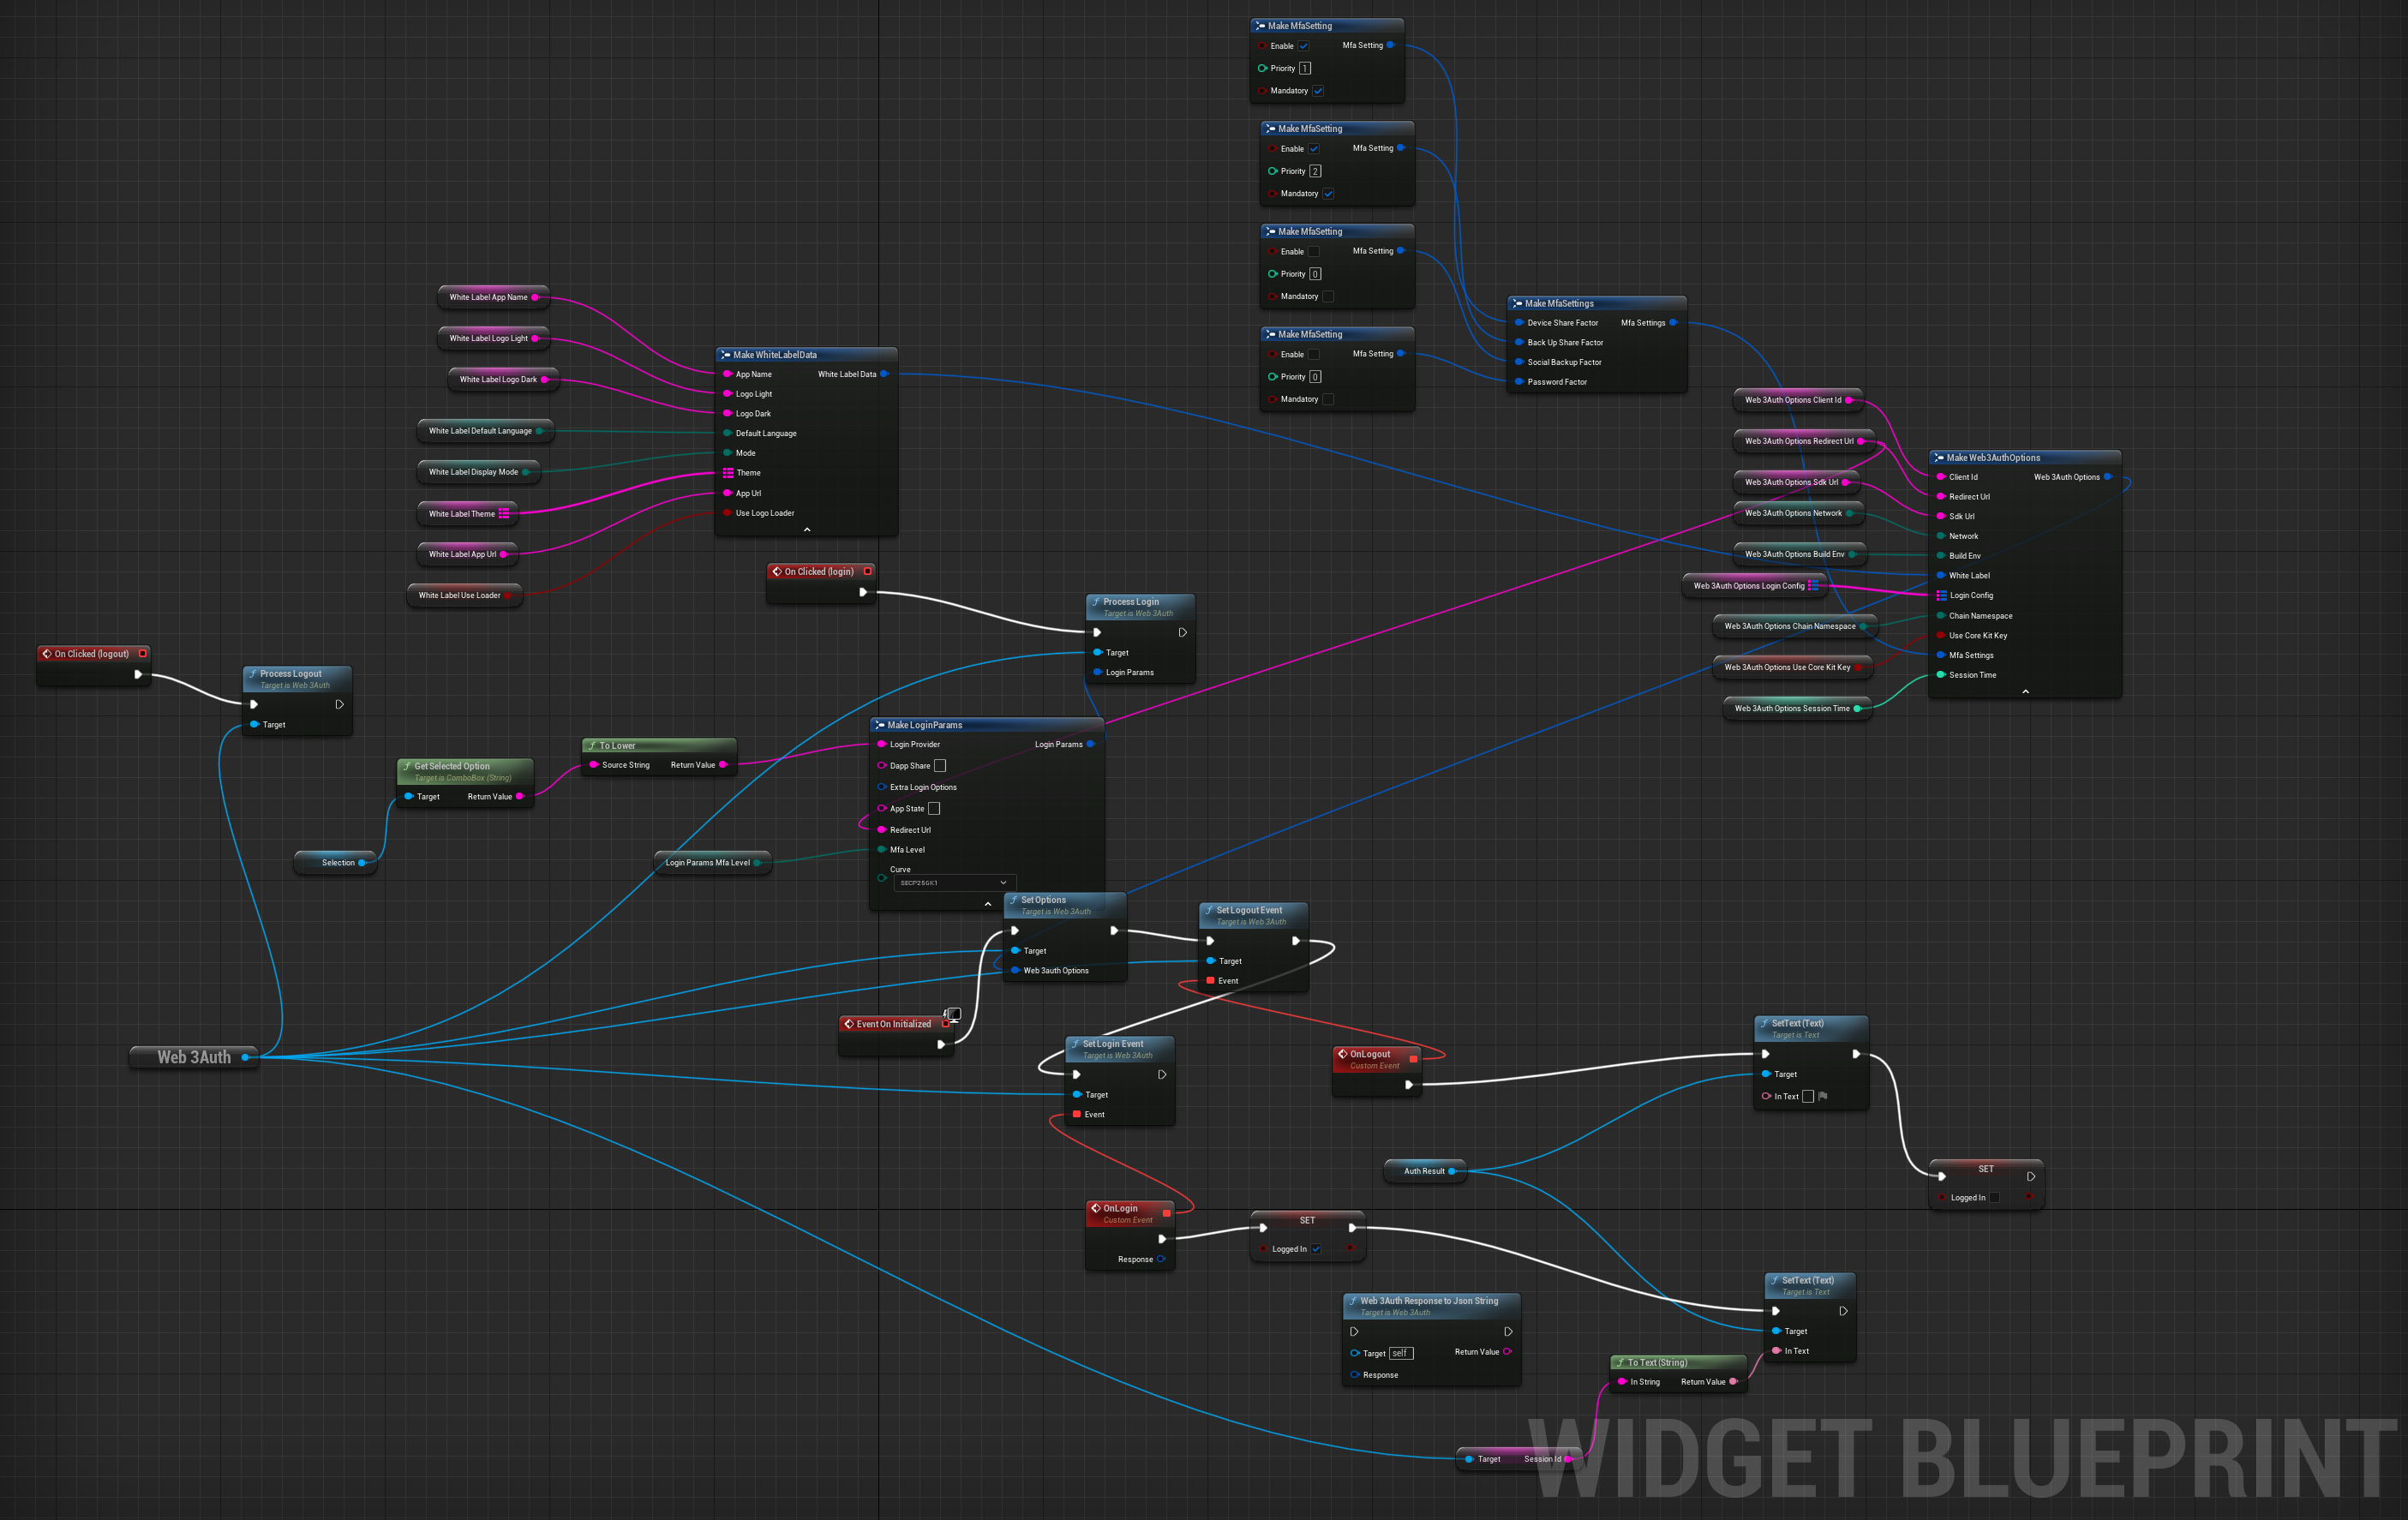 Make MfaSetting
Enable
Mfa Setting
Priority
1
Mandatory
Make MfaSetting
Enable
Mfa Setting
Priority
2
Mandatory
Make MfaSetting
Enable
Mfa Setting
Priority
0
Mandatory
Make MfaSetting
Enable
Mfa Setting
Priority
0
Mandatory
Make MfaSettings
Device Share Factor
Mfa Settings
Back Up Share Factor
Social Backup Factor
Password Factor
White Label App Name
White Label Logo Light
White Label Logo Dark
White Label Default Language
White Label Display Mode
White Label Theme
White Label App Url
White Label Use Loader
Make WhiteLabelData
App Name
White Label Data
Logo Light
Logo Dark
Default Language
Mode
Theme
App Url
Use Logo Loader
Web 3Auth Options Client Id
Web 3Auth Options Redirect Url
Web 3Auth Options Sdk Url
Web 3Auth Options Network
Web 3Auth Options Build Env
Web 3Auth Options Login Config
Web 3Auth Options Chain Namespace
Web 3Auth Options Use Core Kit Key
Web 3Auth Options Session Time
Make Web3AuthOptions
Client Id
Web 3Auth Options
Redirect Url
Sdk Url
Network
Build Env
White Label
Login Config
Chain Namespace
Use Core Kit Key
Mfa Settings
Session Time
On Clicked (login)
Process Login
Target is Web 3Auth
Target
Login Params
On Clicked (logout)
Process Logout
Target is Web 3Auth
Target
Get Selected Option
Target is ComboBox (String)
Target
Return Value
To Lower
Source String
Return Value
Selection
Login Params Mfa Level
Make LoginParams
Login Provider
Login Params
Dapp Share
Extra Login Options
App State
Redirect Url
Mfa Level
Curve
SECP256K1
Set Options
Target is Web 3Auth
Target
Web 3auth Options
Set Logout Event
Target is Web 3Auth
Target
Event
Event On Initialized
Web 3Auth
Set Login Event
Target is Web 3Auth
Target
Event
OnLogout
Custom Event
SetText (Text)
Target is Text
Target
In Text
Auth Result
SET
Logged In
OnLogin
Custom Event
Response
SET
Logged In
Web 3Auth Response to Json String
Target is Web 3Auth
Target
self
Return Value
Response
SetText (Text)
Target is Text
Target
In Text
To Text (String)
In String
Return Value
Target
Session Id
WIDGET BLUEPRINT